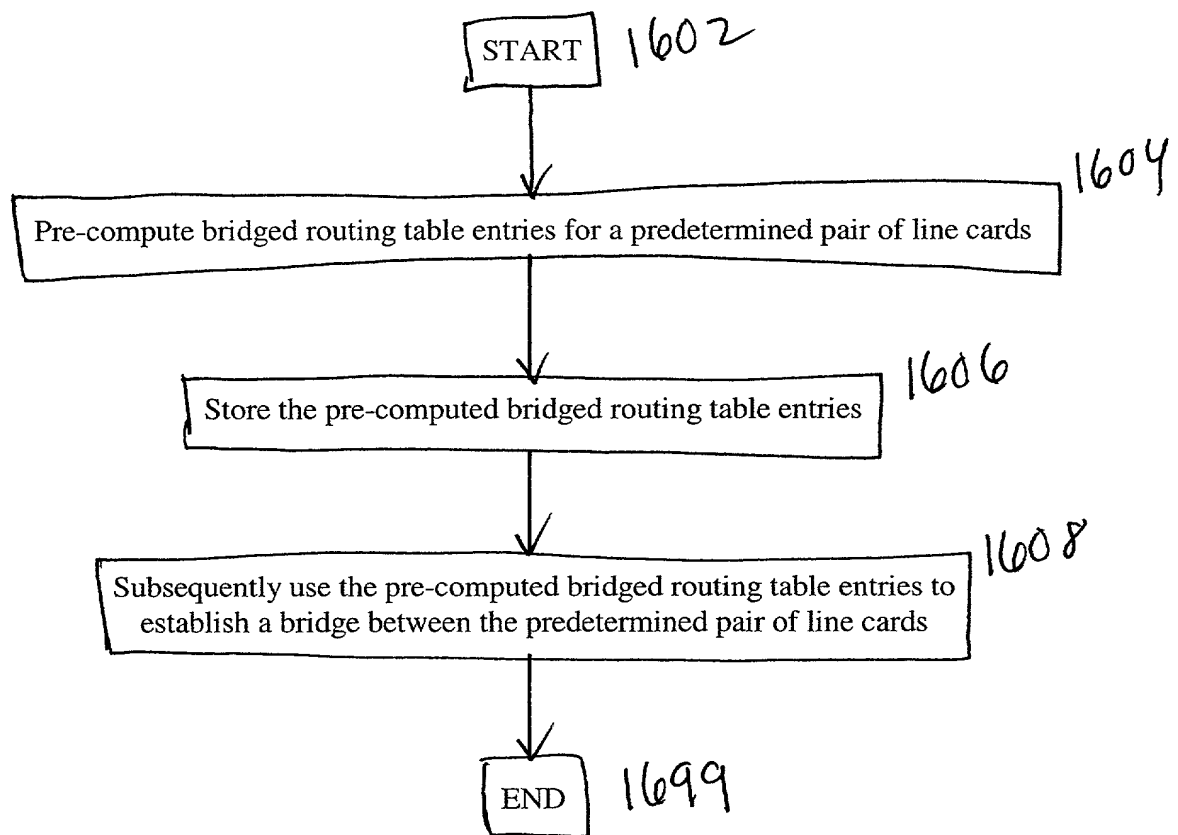 START 1602
1604
Pre-compute bridged routing table entries for a predetermined pair of line cards
1606
Store the pre-computed bridged routing table entries
1608
Subsequently use the pre-computed bridged routing table entries to
establish a bridge between the predetermined pair of line cards
END 1699